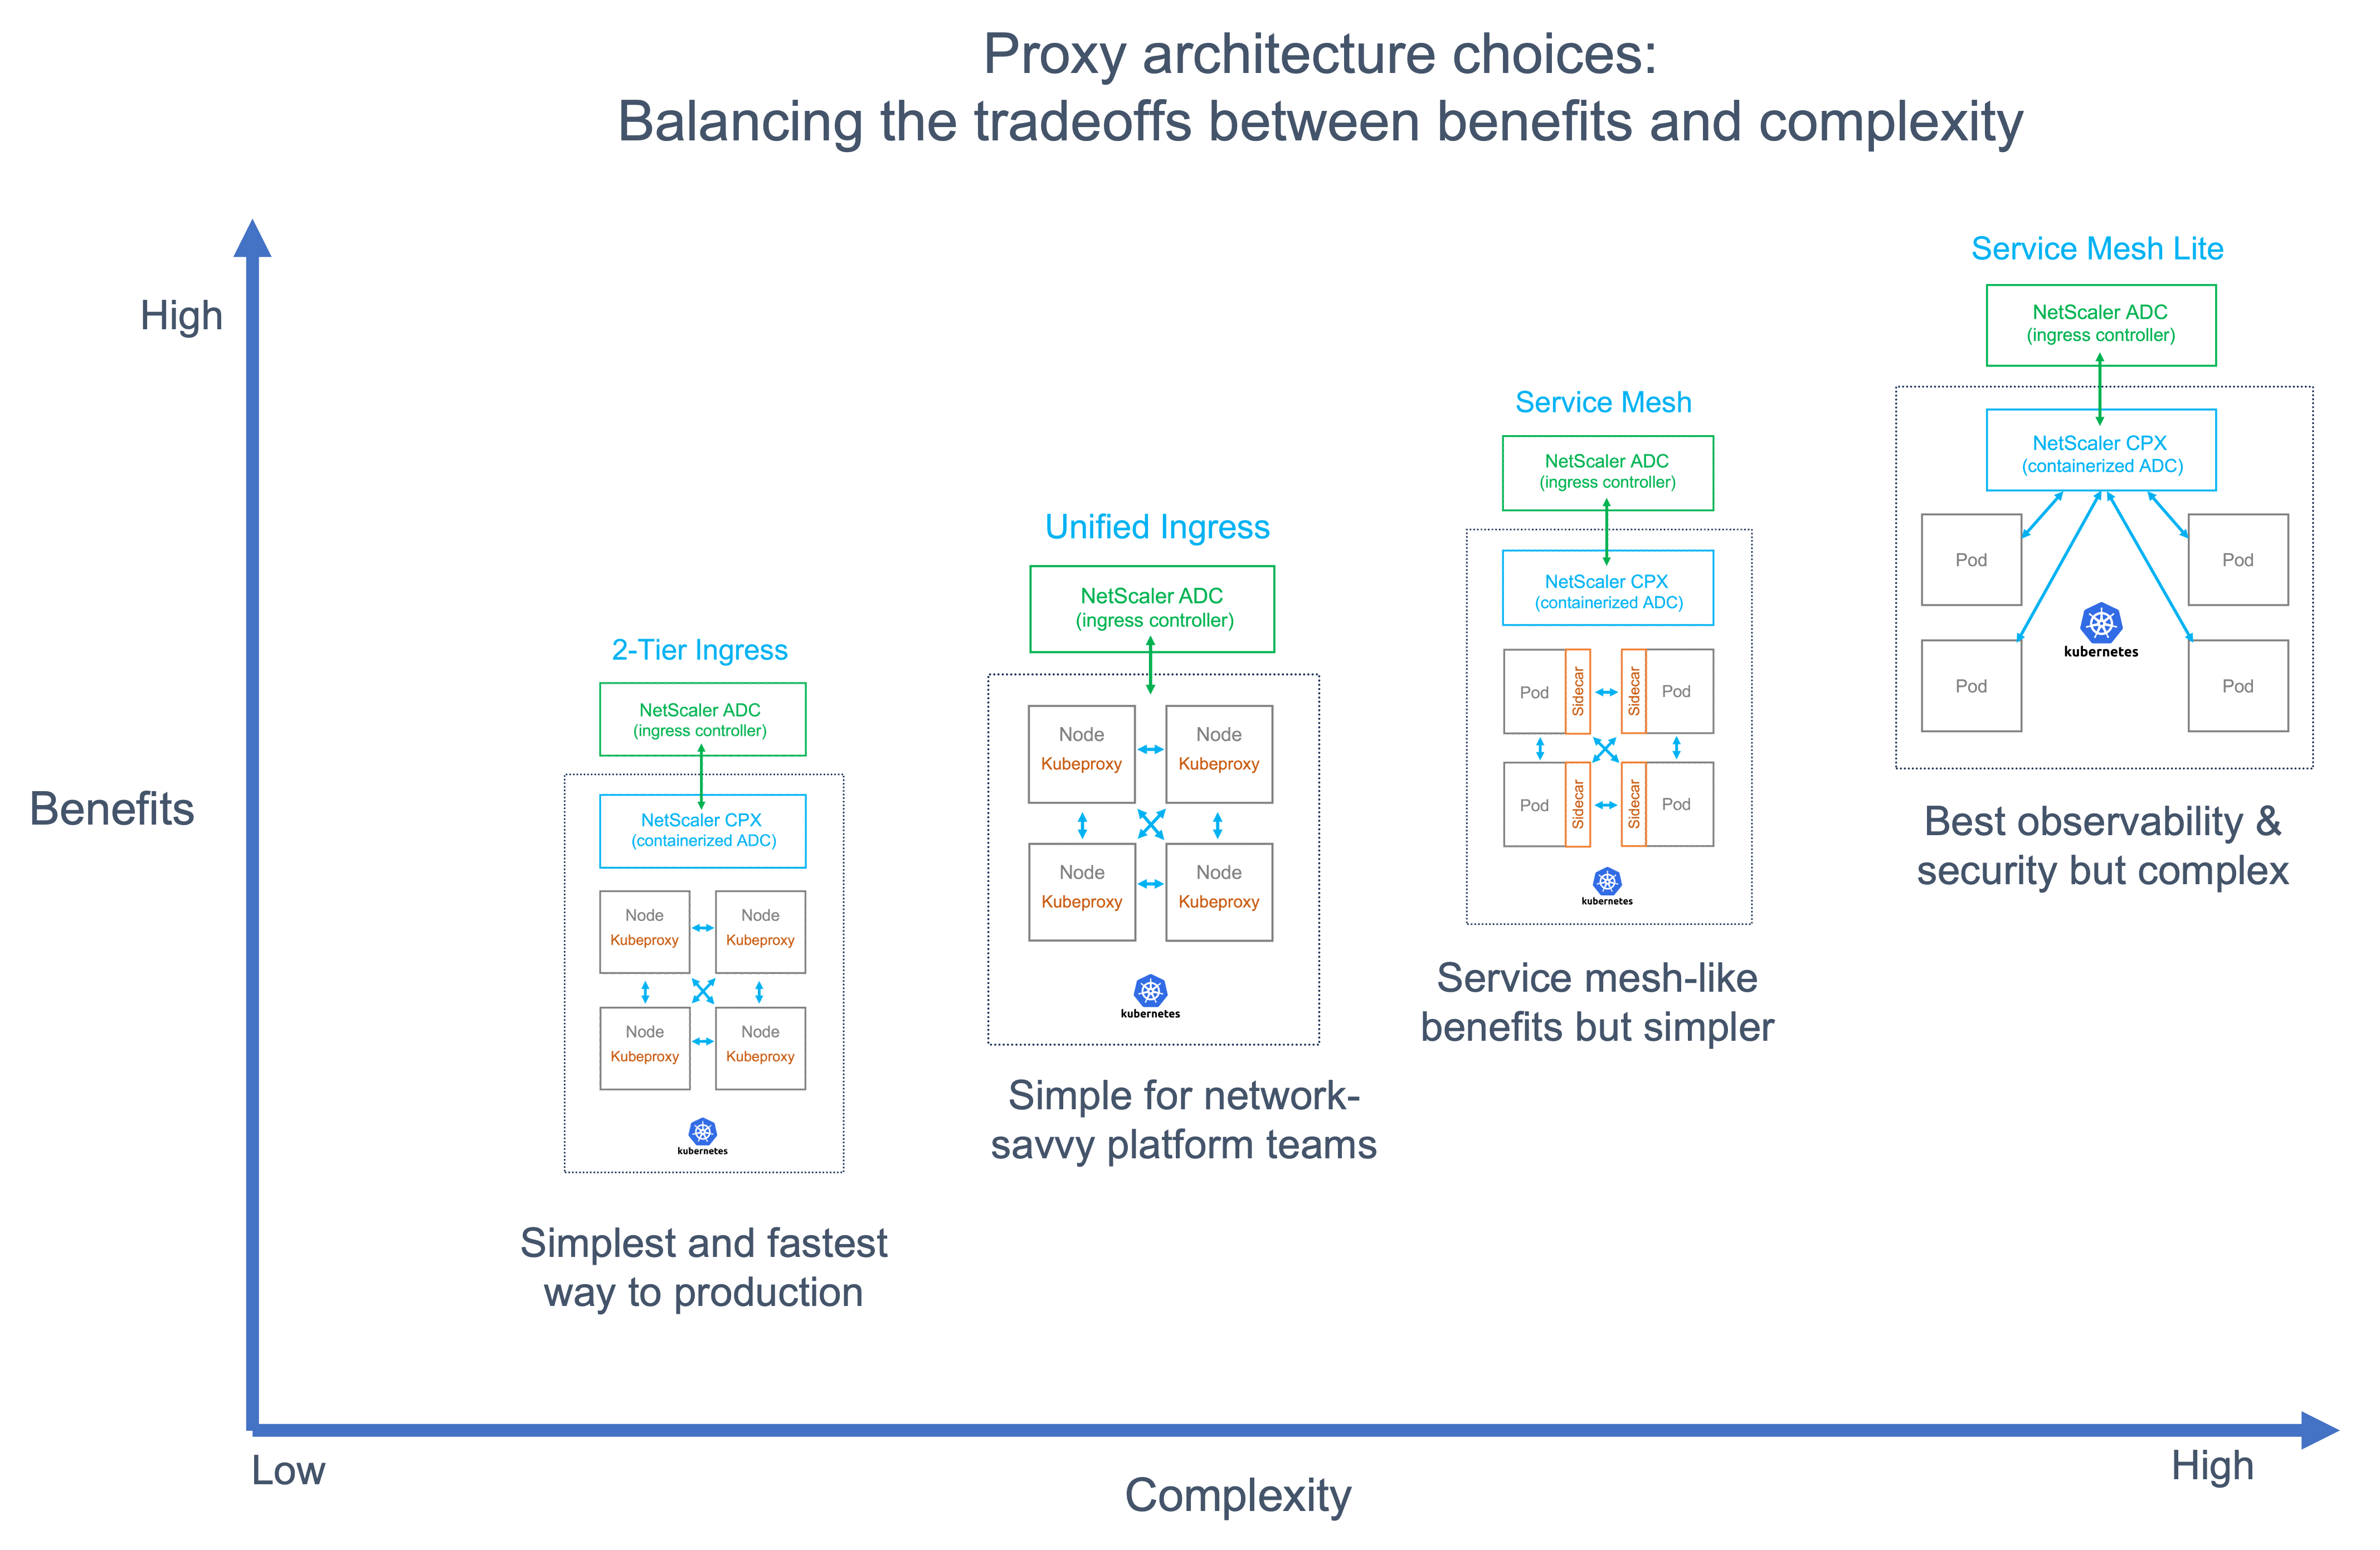 Proxy architecture choices:
Balancing the tradeoffs between benefits and complexity
High
Benefits
Low
Complexity
High
2-Tier Ingress
NetScaler ADC
(ingress controller)
NetScaler CPX
(containerized ADC)
Node
Kubeproxy
Node
Kubeproxy
Node
Kubeproxy
Node
Kubeproxy
kubernetes
Simplest and fastest
way to production
Unified Ingress
NetScaler ADC
(ingress controller)
Node
Kubeproxy
Node
Kubeproxy
Node
Kubeproxy
Node
Kubeproxy
kubernetes
Simple for network-
savvy platform teams
Service Mesh
NetScaler ADC
(ingress controller)
NetScaler CPX
(containerized ADC)
Pod
Sidecar
Sidecar
Pod
Pod
Sidecar
Sidecar
Pod
kubernetes
Service mesh-like
benefits but simpler
Service Mesh Lite
NetScaler ADC
(ingress controller)
NetScaler CPX
(containerized ADC)
Pod
Pod
kubernetes
Pod
Pod
Best observability &
security but complex